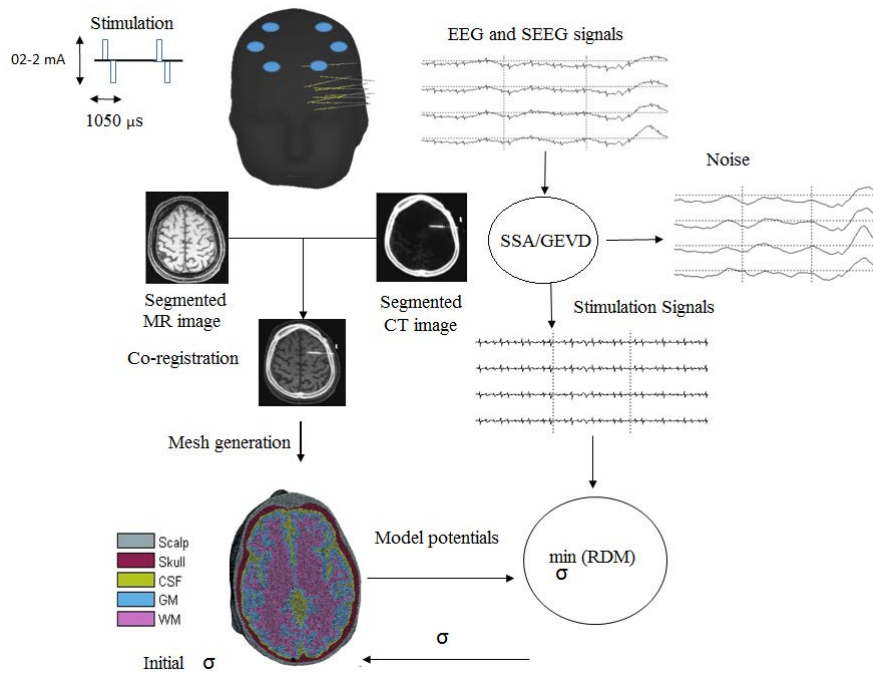 Stimulation
02-2 mA
1050 μs
EEG and SEEG signals
Noise
SSA/GEVD
Segmented
MR image
Segmented
CT image
Stimulation Signals
Co-registration
Mesh generation
Scalp
Skull
CSF
GM
WM
Initial σ
Model potentials
min (RDM)
σ
σ